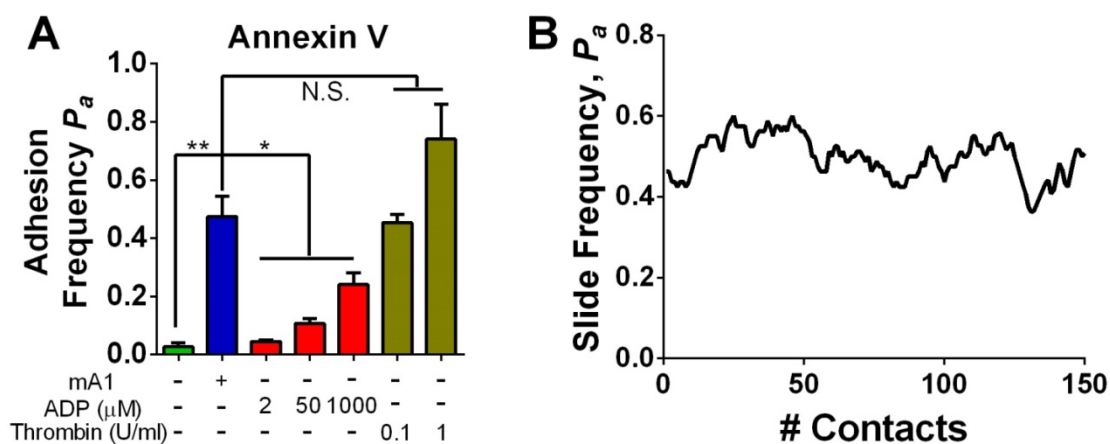 A
Annexin V
Adhesion
Frequency Pa
1.0
0.8
0.6
0.4
0.2
0.0
N.S.
** *
mA1 - + - - - - -
ADP (μM) - - 2 50 1000 - -
Thrombin (U/ml) - - - - - 0.1 1
B
Slide Frequency, Pa
0.8
0.6
0.4
0.2
0.0
0 50 100 150
# Contacts